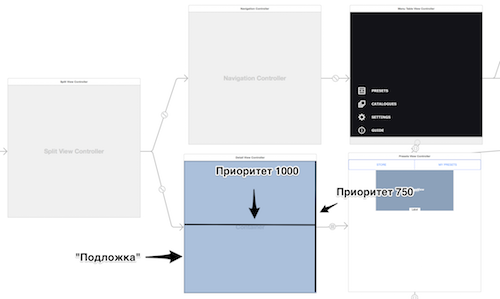 Navigation Controller
Menu Table View Controller
Navigation Controller
Split View Controller
PRESETS
CATALOGUES
SETTINGS
GUIDE
Split View Controller
Detail View Controller
Presets View Controller
Приоритет 1000
MY PRESETS
Приоритет 750
"Подложка"